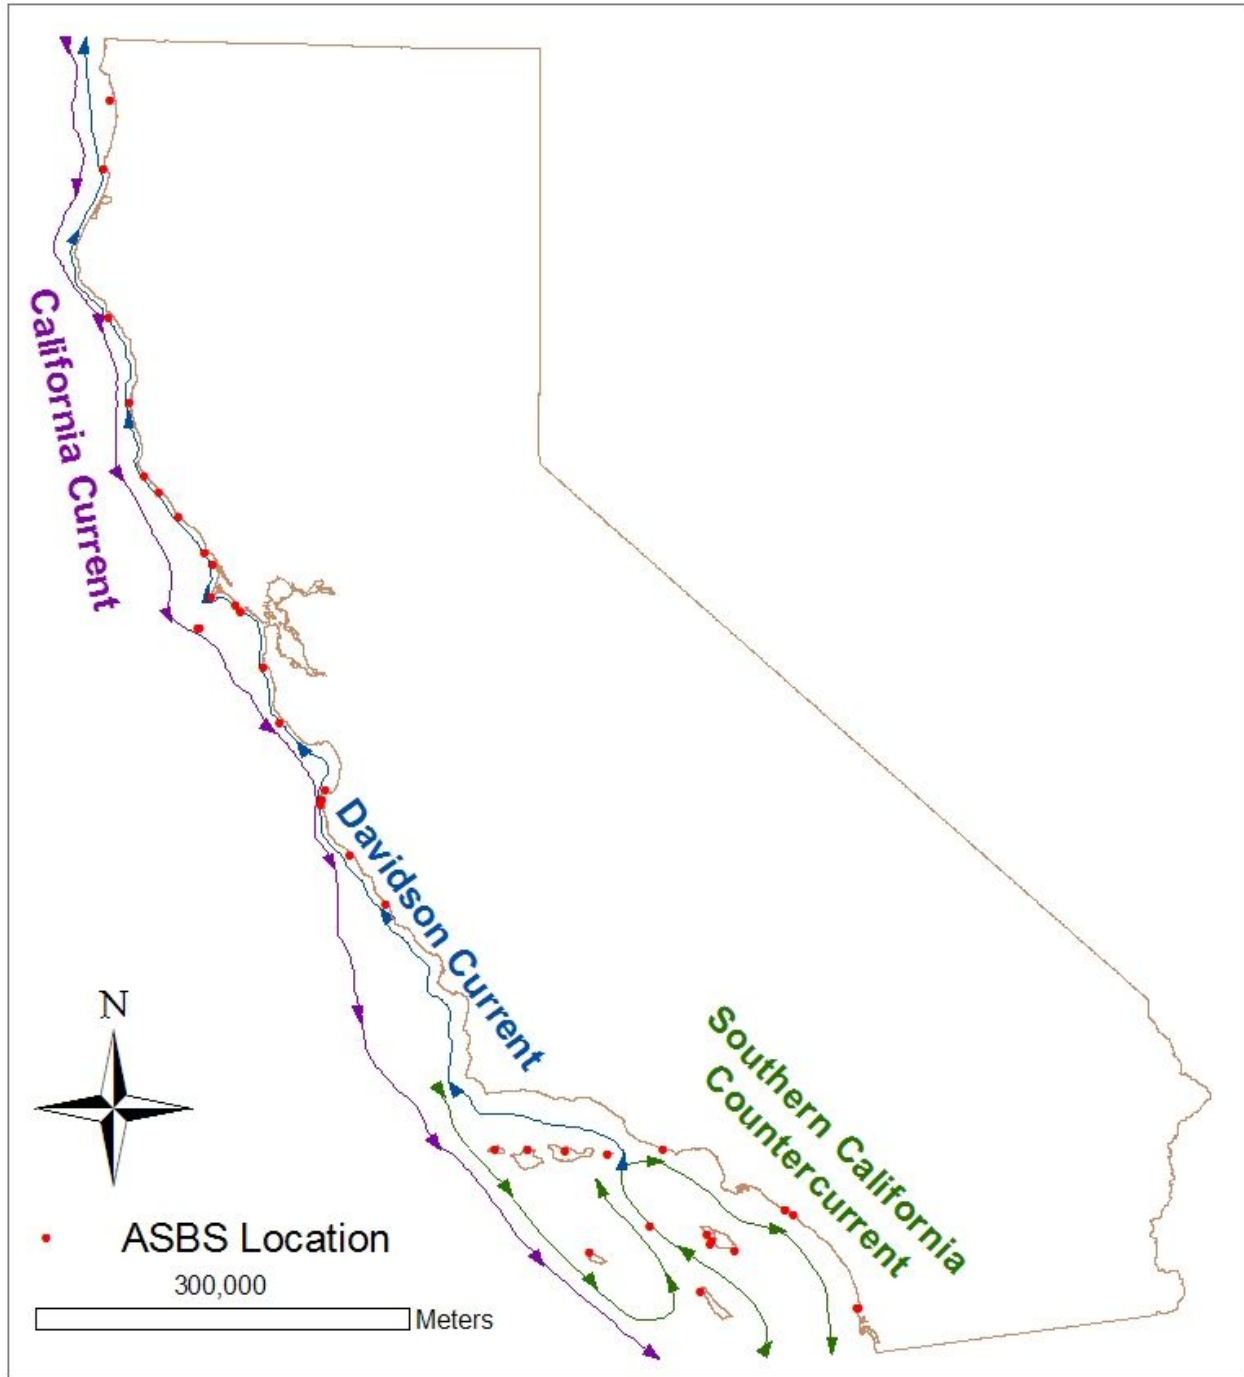 California Current
Davidson Current
Southern California
Countercurrent
N
ASBS Location
300,000
Meters